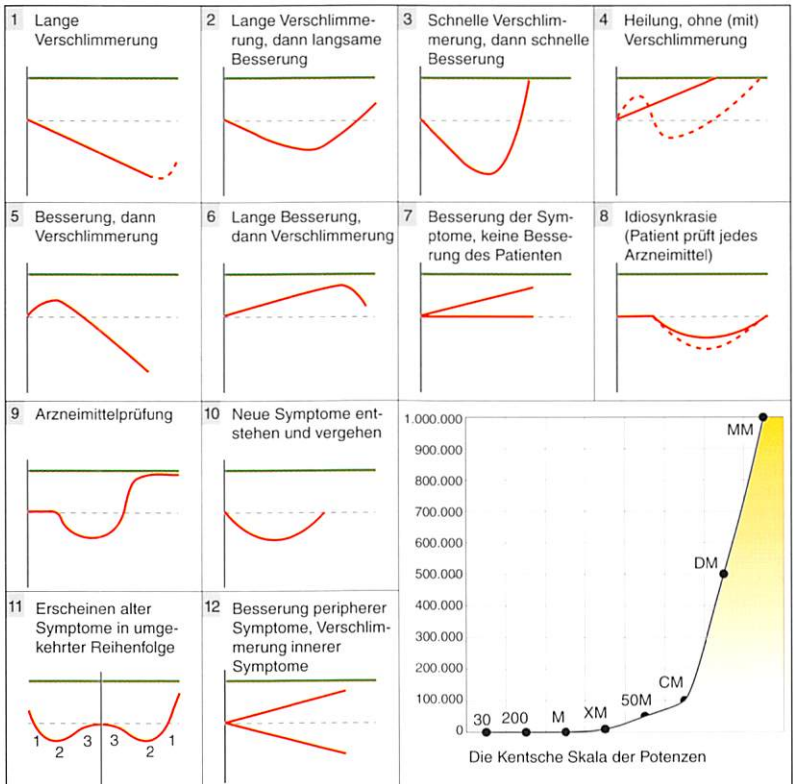 1 Lange
Verschlimmerung
2 Lange Verschlimme-
rung, dann langsame
Besserung
3 Schnelle Verschlim-
merung, dann schnelle
Besserung
4 Heilung, ohne (mit)
Verschlimmerung
5 Besserung, dann
Verschlimmerung
6 Lange Besserung,
dann Verschlimmerung
7 Besserung der Sym-
ptome, keine Besse-
rung des Patienten
8 Idiosynkrasie
(Patient prüft jedes
Arzneimittel)
9 Arzneimittelprüfung
10 Neue Symptome ent-
stehen und vergehen
11 Erscheinen alter
Symptome in umge-
kehrter Reihenfolge
1 2 3 3 2 1
12 Besserung peripherer
Symptome, Verschlim-
merung innerer
Symptome
1.000.000
900.000
800.000
700.000
600.000
500.000
400.000
300.000
200.000
100.000
0
30 200 M XM 50M CM DM MM
Die Kentsche Skala der Potenzen